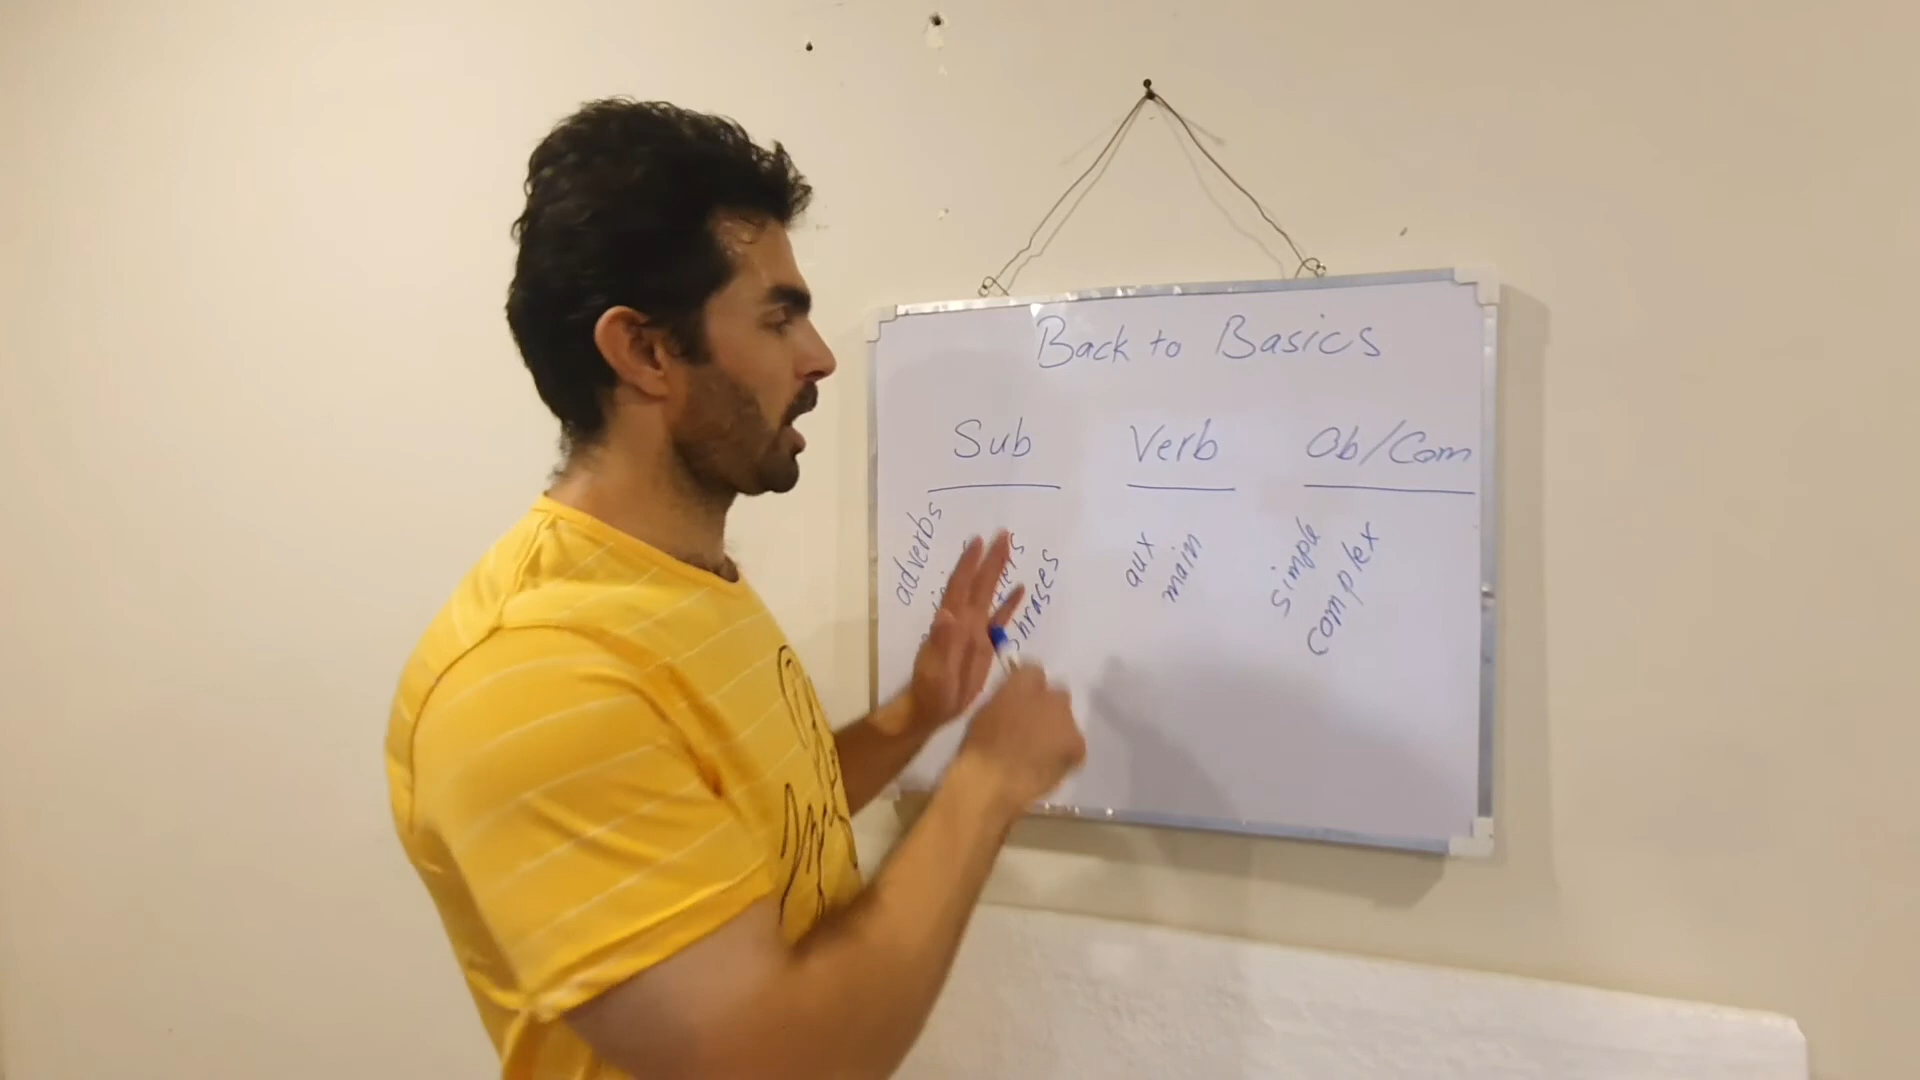 Back to Basics
Sub Verb Ob/Com
adverbs
phrases
aux
main
simple
complex